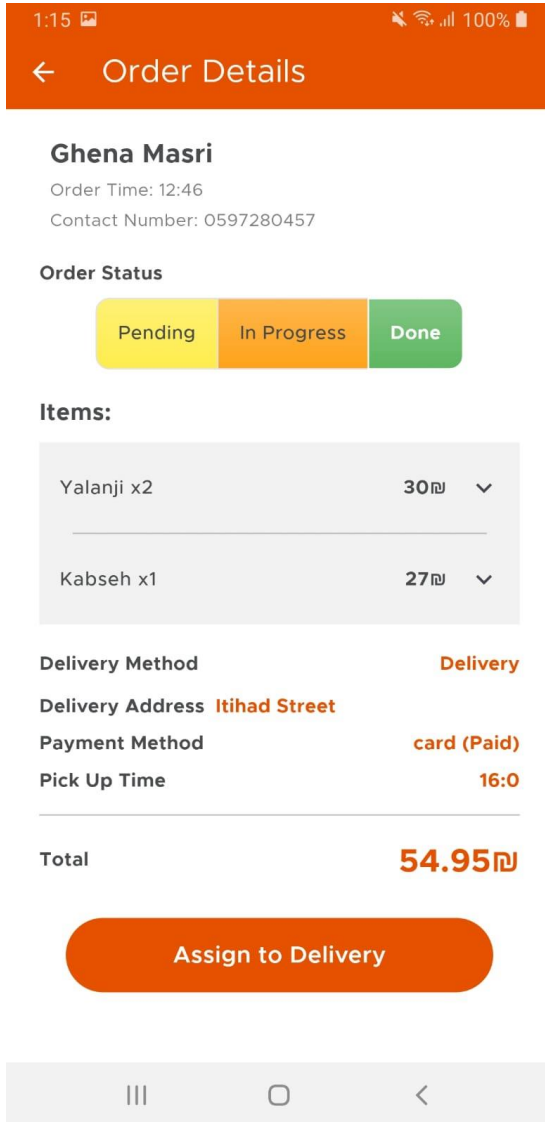 1:15 100%
Order Details
Ghena Masri
Order Time: 12:46
Contact Number: 0597280457
Order Status
Pending In Progress Done
Items:
Yalanji x2 30₪
Kabseh x1 27₪
Delivery Method Delivery
Delivery Address Itihad Street
Payment Method card (Paid)
Pick Up Time 16:0
Total 54.95₪
Assign to Delivery